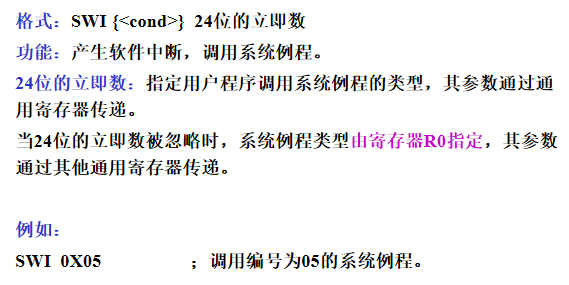 格式：SWI {<cond>} 24位的立即数
功能：产生软件中断，调用系统例程。
24位的立即数：指定用户程序调用系统例程的类型，其参数通过通
用寄存器传递。
当24位的立即数被忽略时，系统例程类型由寄存器R0指定，其参数
通过其他通用寄存器传递。
例如：
SWI 0X05 ；调用编号为05的系统例程。